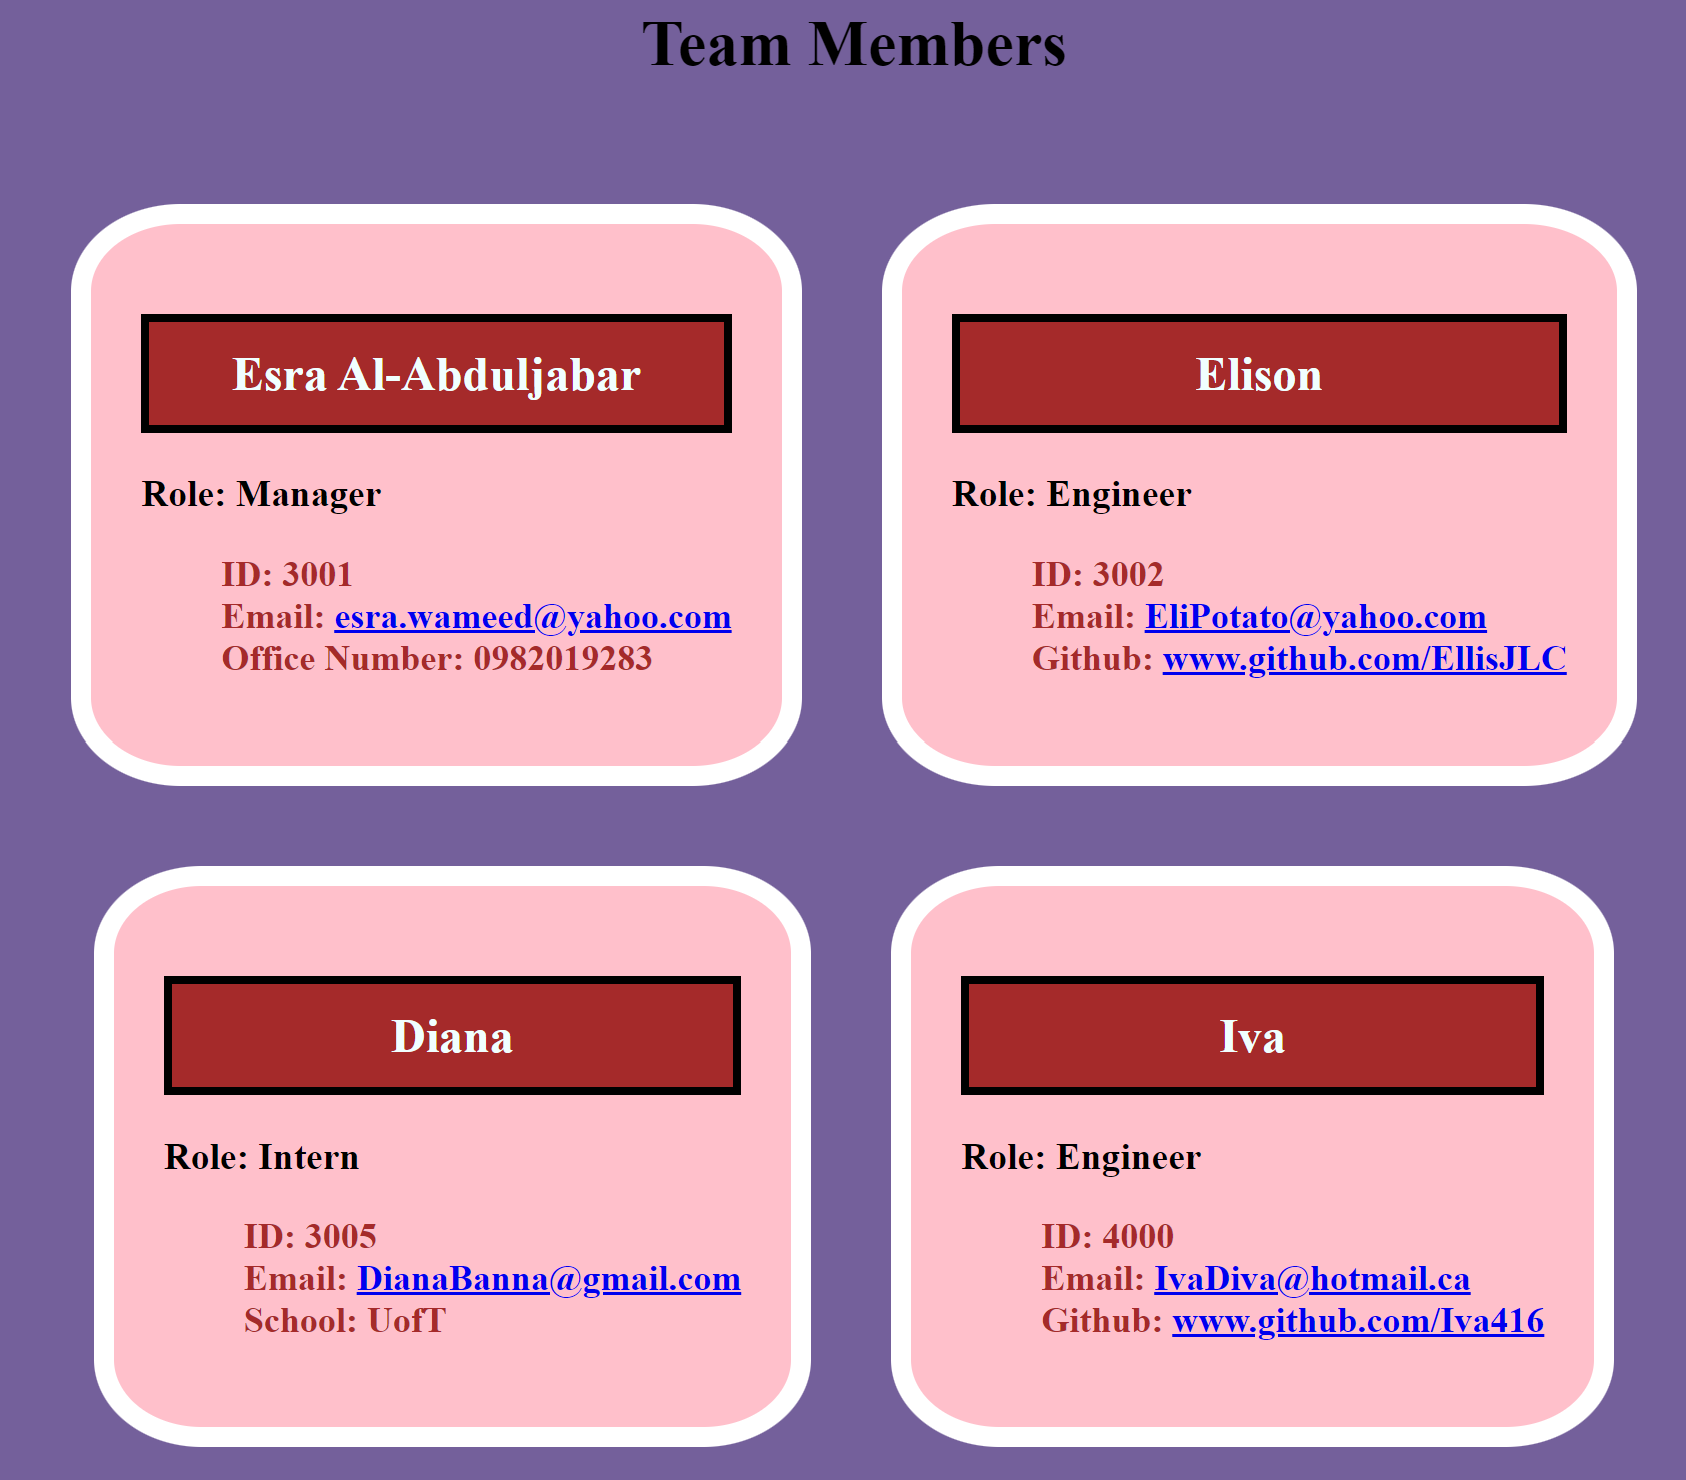 Team Members
Esra Al-Abduljabar
Role: Manager
ID: 3001
Email: esra.wameed@yahoo.com
Office Number: 0982019283
Elison
Role: Engineer
ID: 3002
Email: EliPotato@yahoo.com
Github: www.github.com/EllisJLC
Diana
Role: Intern
ID: 3005
Email: DianaBanna@gmail.com
School: UofT
Iva
Role: Engineer
ID: 4000
Email: IvaDiva@hotmail.ca
Github: www.github.com/Iva416